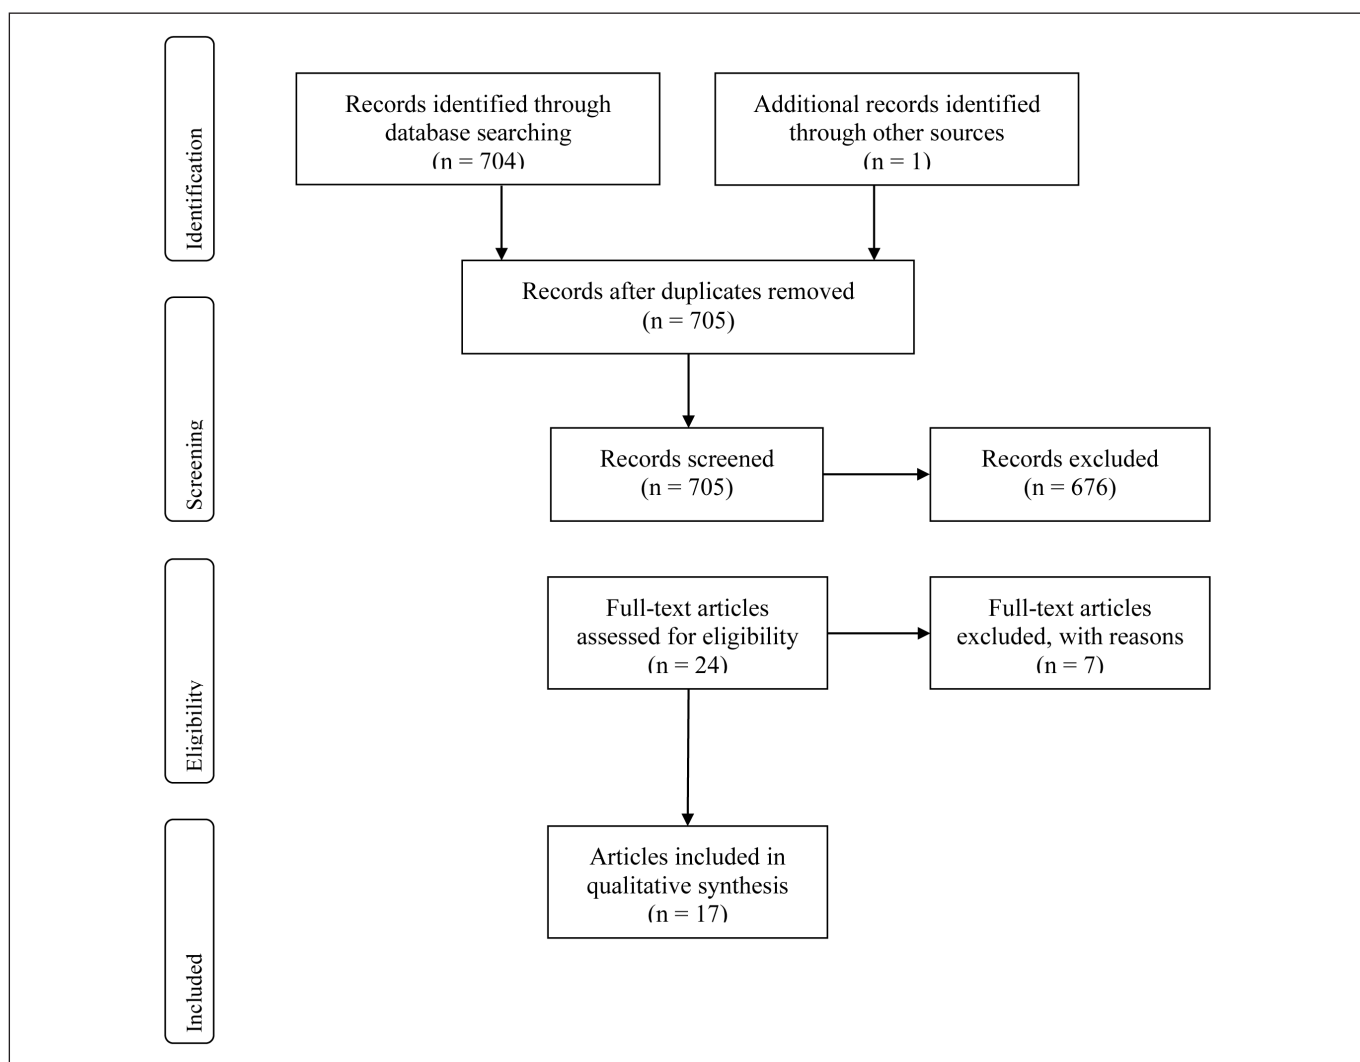 Identification
Records identified through
database searching
(n = 704)
Additional records identified
through other sources
(n = 1)
Records after duplicates removed
(n = 705)
Screening
Records screened
(n = 705)
Records excluded
(n = 676)
Eligibility
Full-text articles
assessed for eligibility
(n = 24)
Full-text articles
excluded, with reasons
(n = 7)
Included
Articles included in
qualitative synthesis
(n = 17)